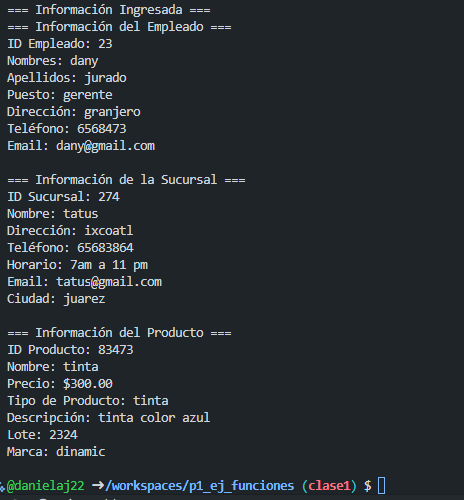 === Información Ingresada ===
=== Información del Empleado ===
ID Empleado: 23
Nombres: dany
Apellidos: jurado
Puesto: gerente
Dirección: granjero
Teléfono: 6568473
Email: dany@gmail.com
=== Información de la Sucursal ===
ID Sucursal: 274
Nombre: tatus
Dirección: ixcoatl
Teléfono: 65683864
Horario: 7am a 11 pm
Email: tatus@gmail.com
Ciudad: juarez
=== Información del Producto ===
ID Producto: 83473
Nombre: tinta
Precio: $300.00
Tipo de Producto: tinta
Descripción: tinta color azul
Lote: 2324
Marca: dinamic
@danielaj22 ➜/workspaces/p1_ej_funciones (clase1) $